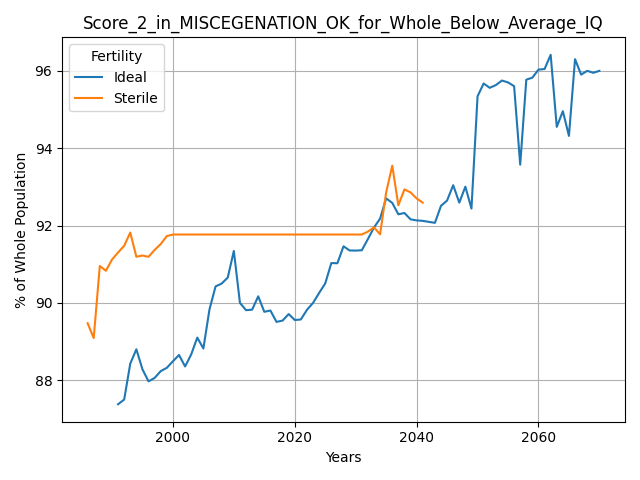 Score_2_in_MISCEGENATION_OK_for_Whole_Below_Average_IQ
Fertility
Ideal
Sterile
96
94
92
90
88
% of Whole Population
2000
2020
2040
2060
Years